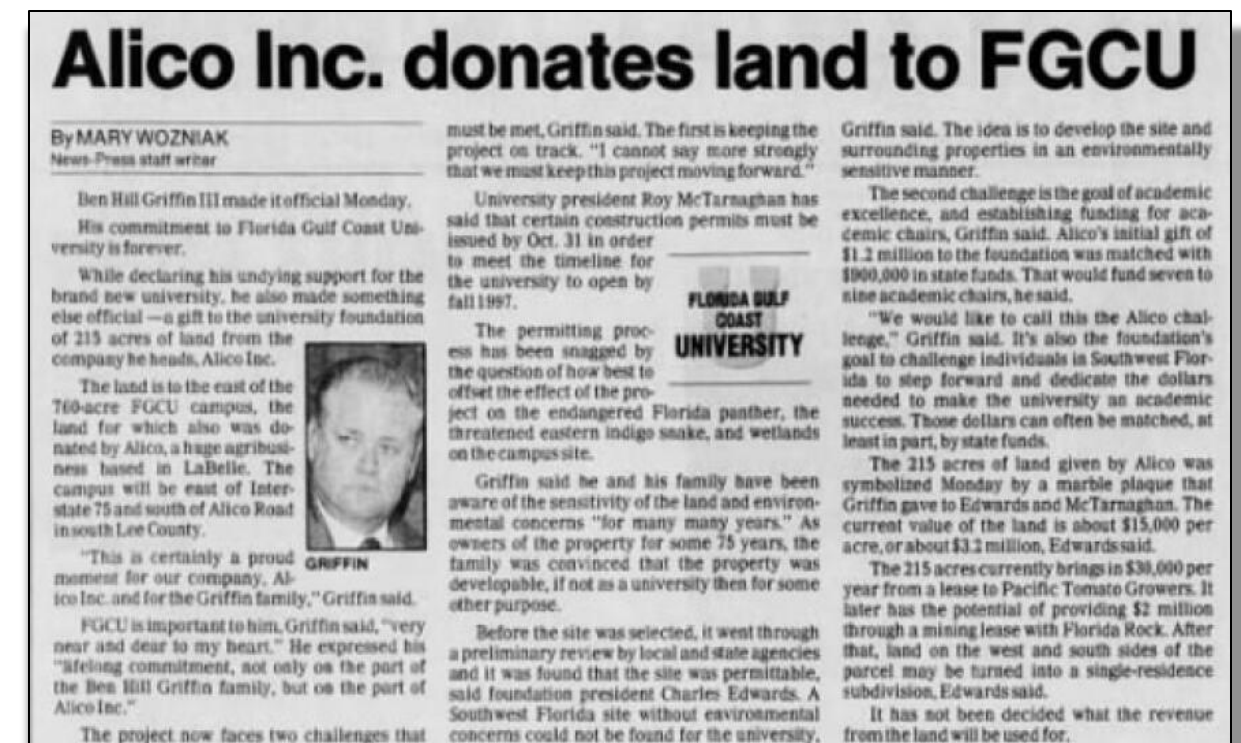 Alico Inc. donates land to FGCU
By MARY WOZNIAK
News-Press staff writer
Ben Hill Griffin III made it official Monday.
His commitment to Florida Gulf Coast Uni-
versity is forever.
While declaring his undying support for the
brand new university, he also made something
else official — a gift to the university foundation
of 215 acres of land from the
company he heads, Alico Inc.
The land is to the east of the
760-acre FGCU campus, the
land for which also was do-
nated by Alico, a huge agribusi-
ness based in LaBelle. The
campus will be east of Inter-
state 75 and south of Alico Road
in south Lee County.
"This is certainly a proud
moment for our company, Al-
ico Inc. and for the Griffin family," Griffin said.
FGCU is important to him, Griffin said, "very
near and dear to my heart." He expressed his
"lifelong commitment, not only on the part of
the Ben Hill Griffin family, but on the part of
Alico Inc."
The project now faces two challenges that
GRIFFIN
must be met, Griffin said. The first is keeping the
project on track. "I cannot say more strongly
that we must keep this project moving forward."
University president Roy McTarnaghan has
said that certain construction permits must be
issued by Oct. 31 in order
to meet the timeline for
the university to open by
fall 1997.
The permitting proc-
ess has been snagged by
the question of how best to
offset the effect of the pro-
ject on the endangered Florida panther, the
threatened eastern indigo snake, and wetlands
on the campus site.
Griffin said he and his family have been
aware of the sensitivity of the land and environ-
mental concerns "for many many years." As
owners of the property for some 75 years, the
family was convinced that the property was
developable, if not as a university then for some
other purpose.
Before the site was selected, it went through
a preliminary review by local and state agencies
and it was found that the site was permittable,
said foundation president Charles Edwards. A
Southwest Florida site without environmental
concerns could not be found for the university,
U
FLORIDA GULF
COAST
UNIVERSITY
Griffin said. The idea is to develop the site and
surrounding properties in an environmentally
sensitive manner.
The second challenge is the goal of academic
excellence, and establishing funding for aca-
demic chairs, Griffin said. Alico's initial gift of
$1.2 million to the foundation was matched with
$900,000 in state funds. That would fund seven to
nine academic chairs, he said.
"We would like to call this the Alico chal-
lenge," Griffin said. It's also the foundation's
goal to challenge individuals in Southwest Flor-
ida to step forward and dedicate the dollars
needed to make the university an academic
success. Those dollars can often be matched, at
least in part, by state funds.
The 215 acres of land given by Alico was
symbolized Monday by a marble plaque that
Griffin gave to Edwards and McTarnaghan. The
current value of the land is about $15,000 per
acre, or about $3.2 million, Edwards said.
The 215 acres currently brings in $30,000 per
year from a lease to Pacific Tomato Growers. It
later has the potential of providing $2 million
through a mining lease with Florida Rock. After
that, land on the west and south sides of the
parcel may be turned into a single-residence
subdivision, Edwards said.
It has not been decided what the revenue
from the land will be used for.